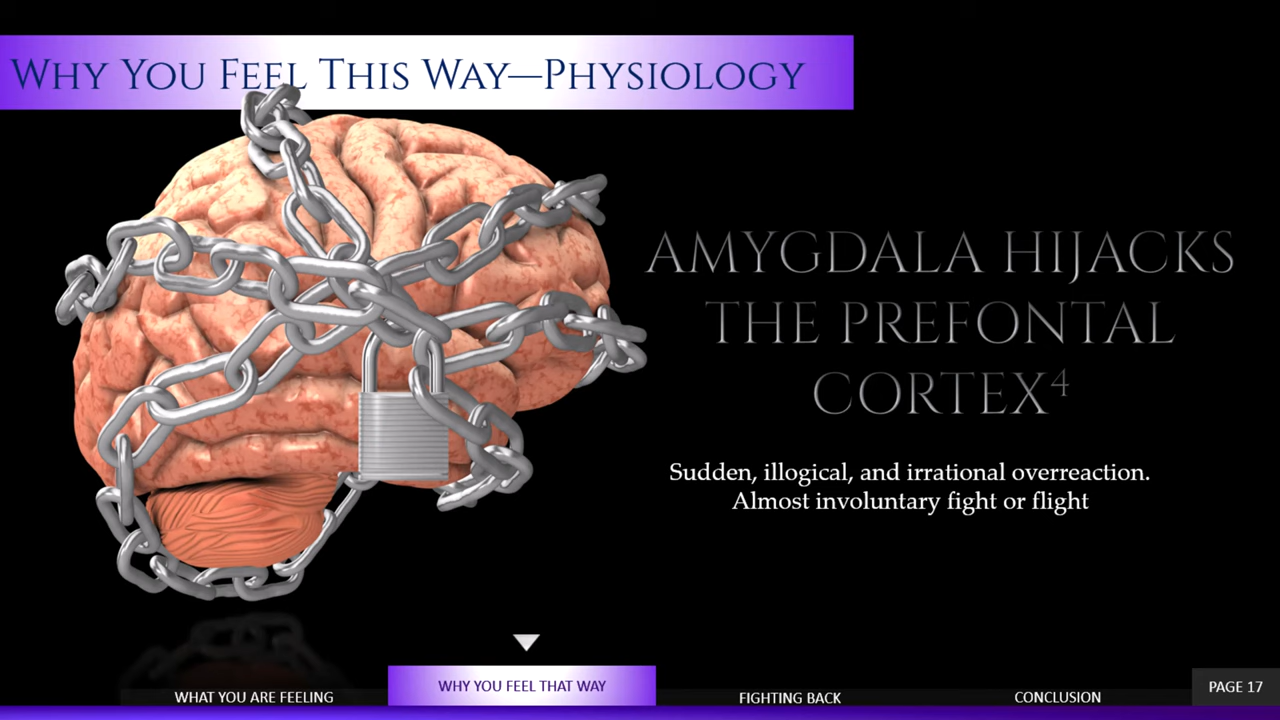 Why You Feel This Way—Physiology
AMYGDALA HIJACKS
THE PREFONTAL
CORTEX⁴
Sudden, illogical, and irrational overreaction.
Almost involuntary fight or flight
WHAT YOU ARE FEELING
WHY YOU FEEL THAT WAY
FIGHTING BACK
CONCLUSION
PAGE 17